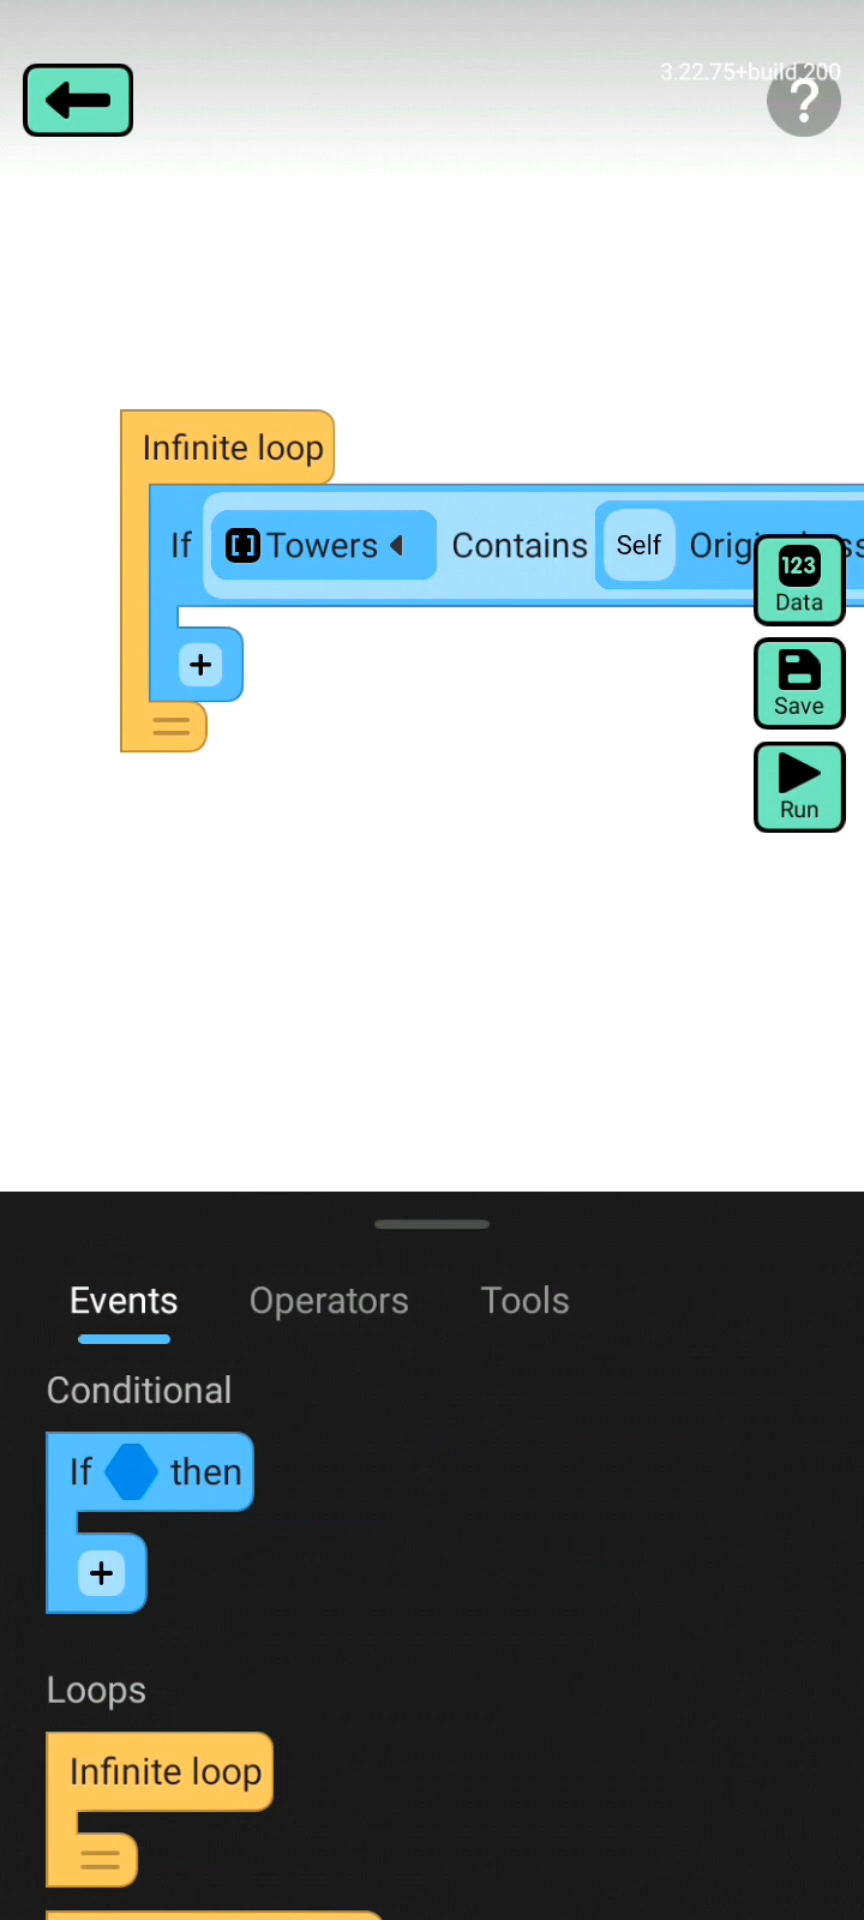 3.22.75+build.200
?
Infinite loop
If [] Towers Contains Self
123
Data
Save
Run
Events Operators Tools
Conditional
If then
+
Loops
Infinite loop